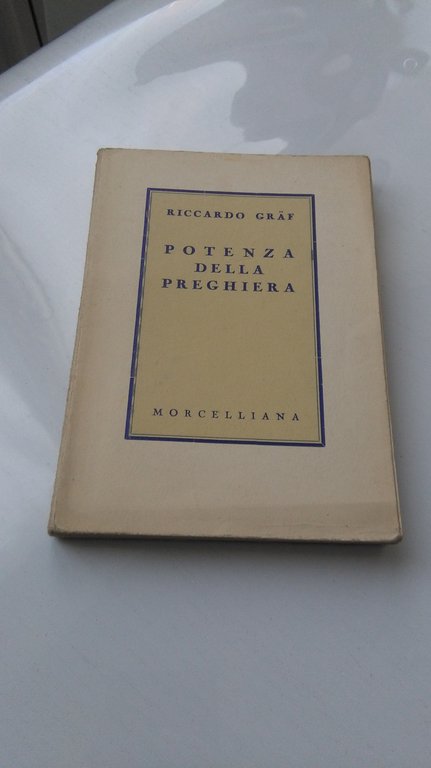 RICCARDO GRÄF
POTENZA
DELLA
PREGHIERA
MORCELLIANA